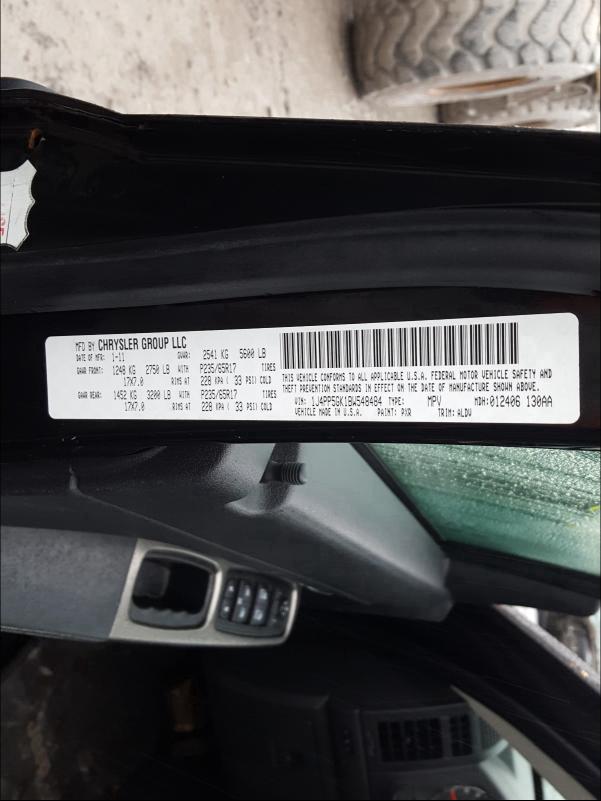 MFD BY CHRYSLER GROUP LLC
DATE OF MFR: 1-11 GVWR: 2541 KG 5600 LB
GAWR FRONT: 1248 KG 2750 LB WITH P235/65R17 TIRES
17X7.0 RIMS AT 228 KPA ( 33 PSI) COLD
GAWR REAR: 1452 KG 3200 LB WITH P235/65R17 TIRES
17X7.0 RIMS AT 228 KPA ( 33 PSI) COLD
THIS VEHICLE CONFORMS TO ALL APPLICABLE U.S.A. FEDERAL MOTOR VEHICLE SAFETY AND
THEFT PREVENTION STANDARDS IN EFFECT ON THE DATE OF MANUFACTURE SHOWN ABOVE.
VIN: 1J4PP5GK1BW548484 TYPE: MPV MDH: 012406 130AA
VEHICLE MADE IN U.S.A. PAINT: PXR TRIM: ALDV